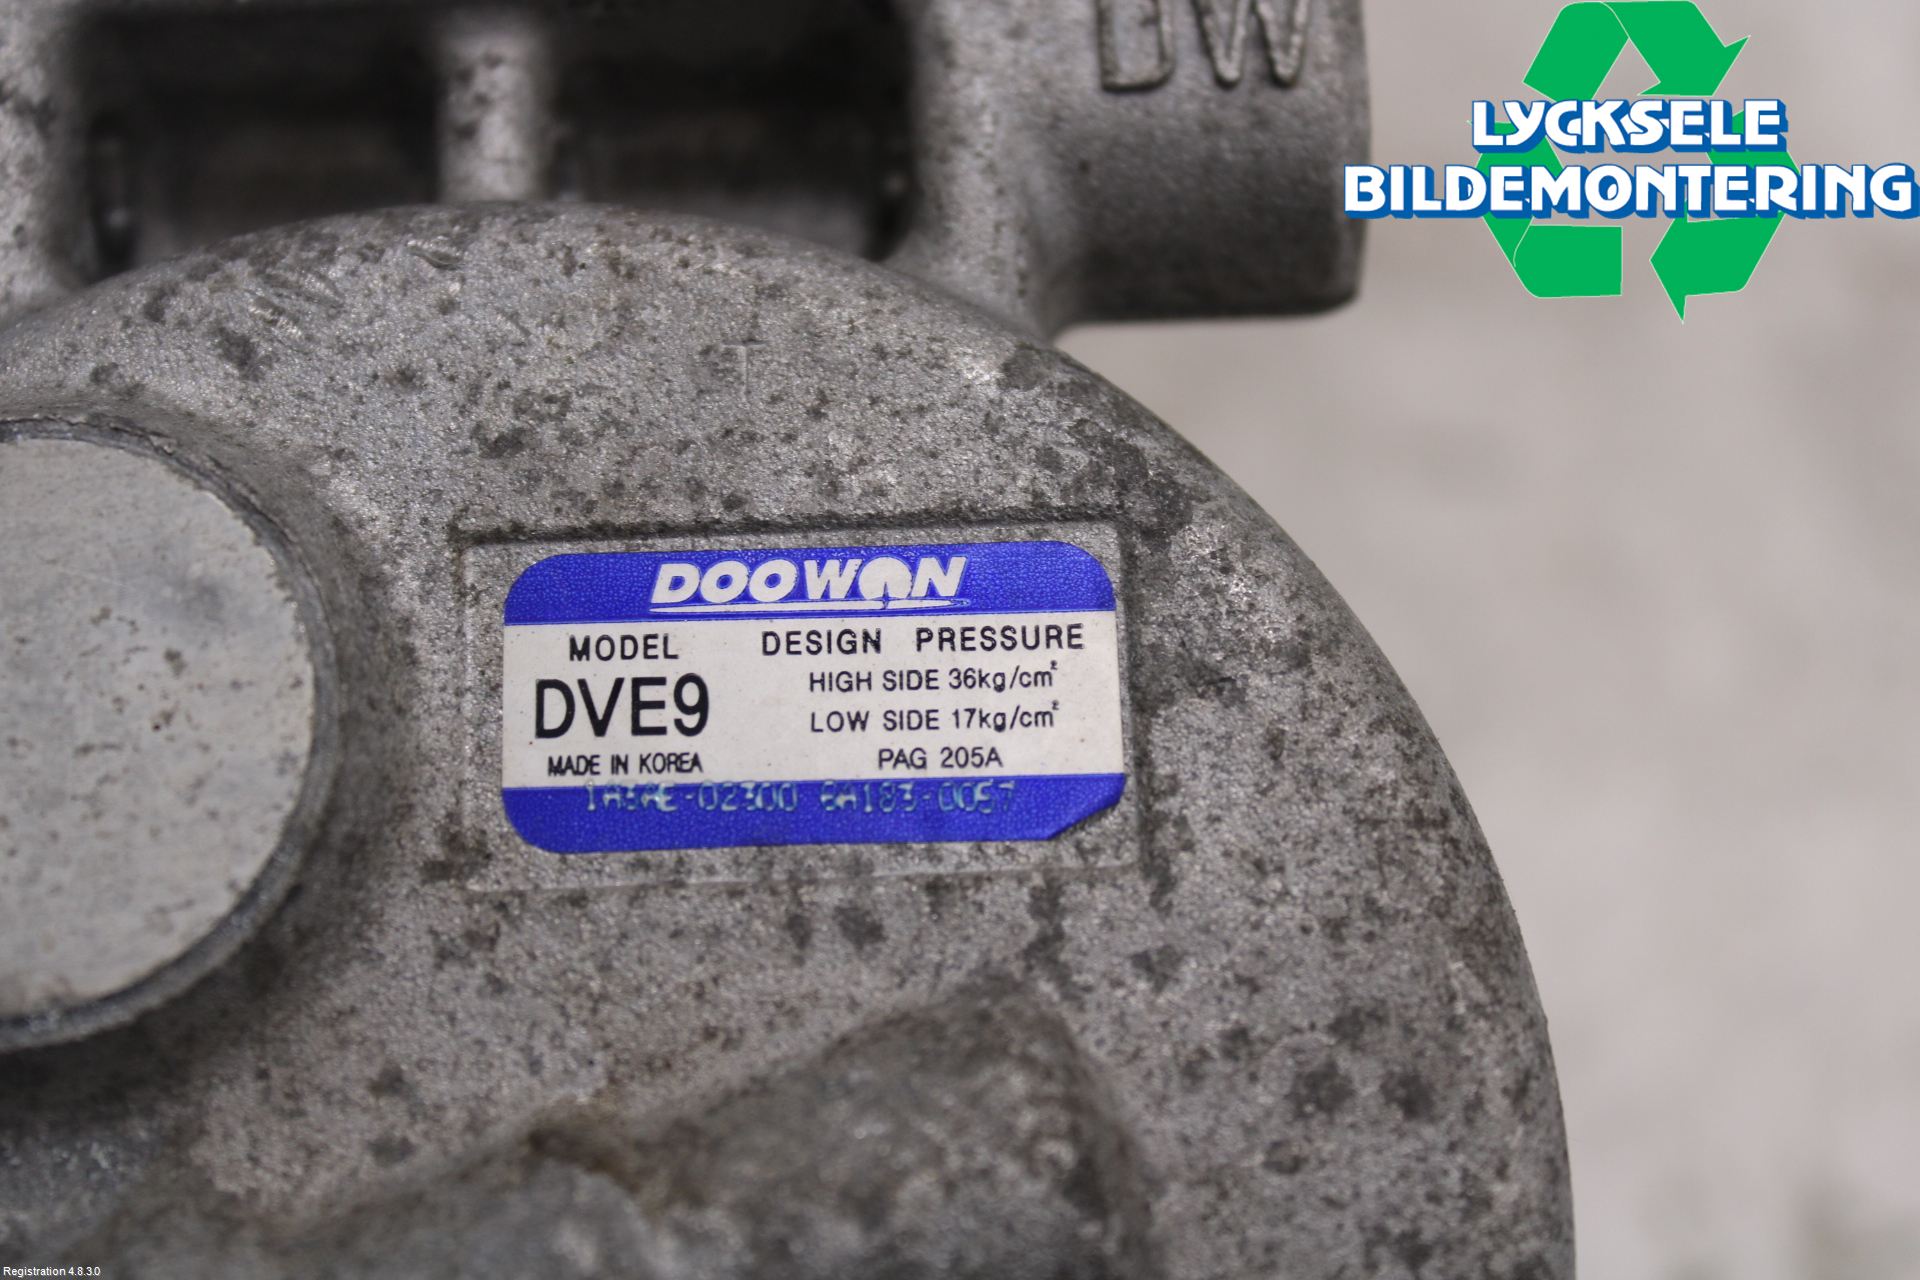 DW
LYCKSELE
BILDEMONTERING
T
DOOWON
MODEL DESIGN PRESSURE
DVE9 HIGH SIDE 36kg/cm²
LOW SIDE 17kg/cm²
MADE IN KOREA PAG 205A
Registration 4.8.3.0